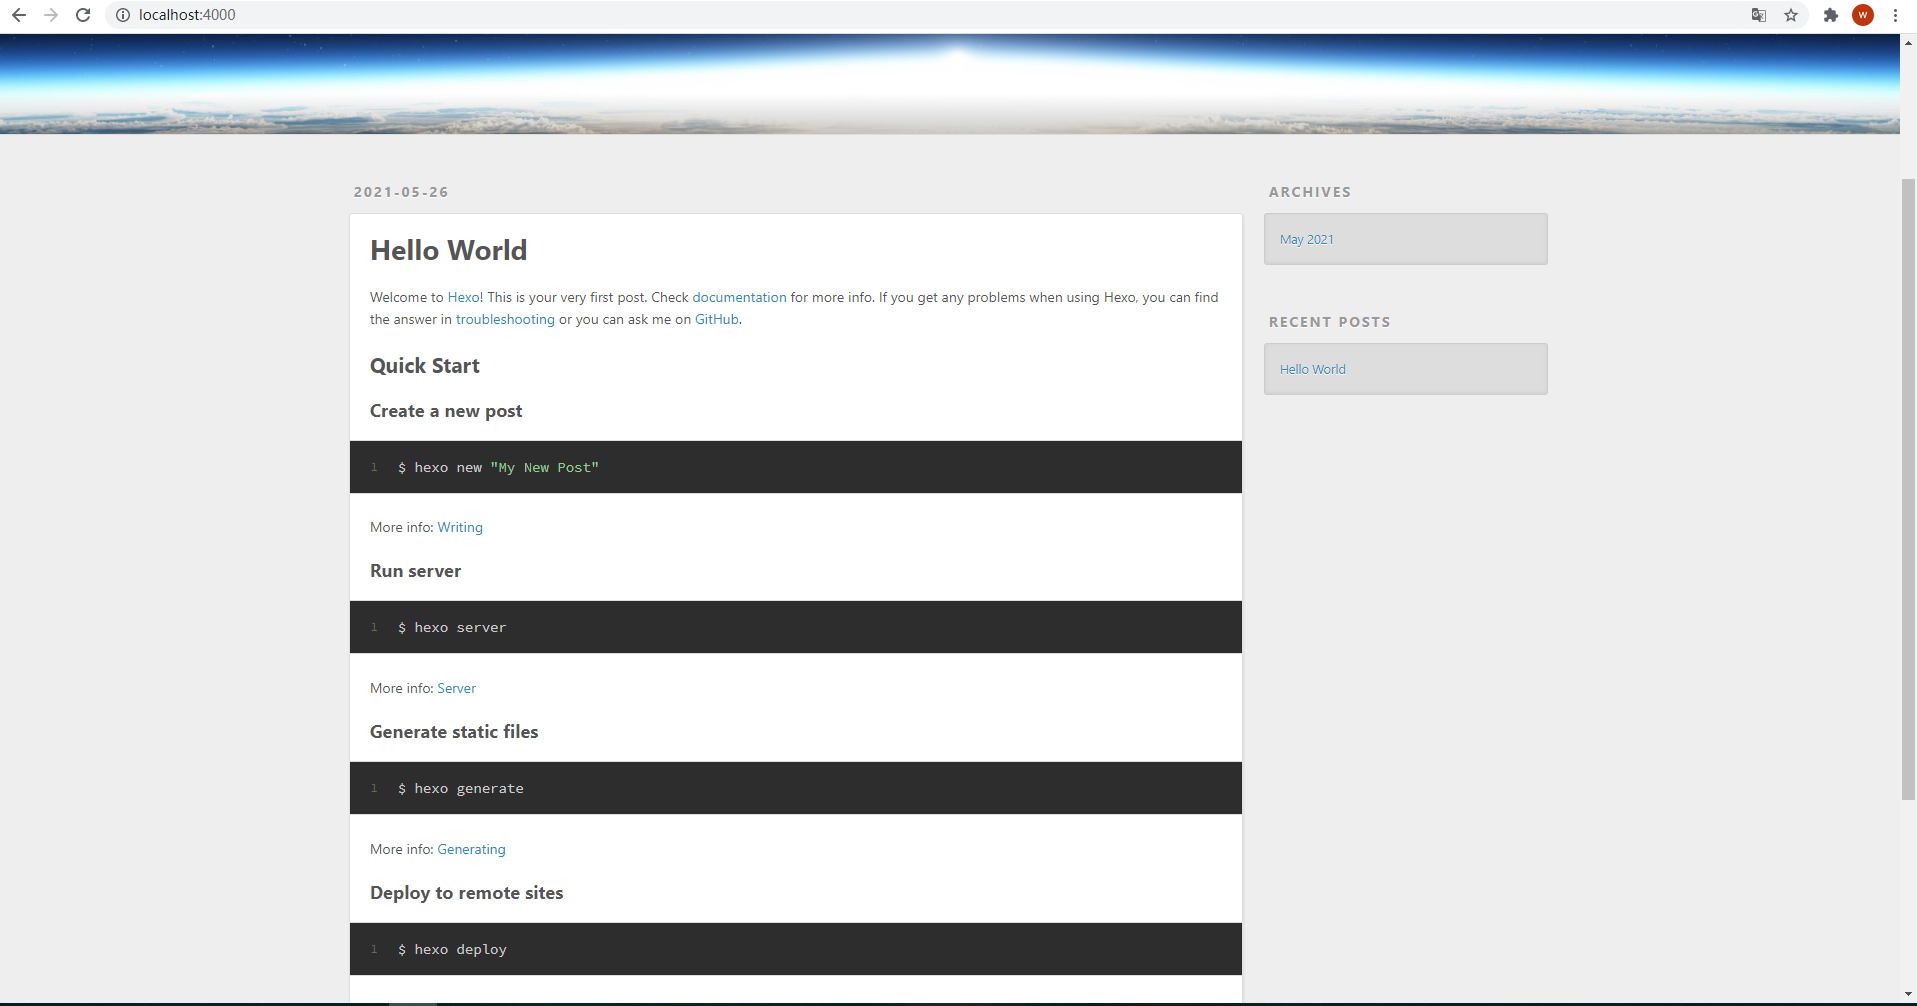 localhost:4000
W
2021-05-26
Hello World
Welcome to Hexo! This is your very first post. Check documentation for more info. If you get any problems when using Hexo, you can find
the answer in troubleshooting or you can ask me on GitHub.
Quick Start
Create a new post
1 $ hexo new "My New Post"
More info: Writing
Run server
1 $ hexo server
More info: Server
Generate static files
1 $ hexo generate
More info: Generating
Deploy to remote sites
1 $ hexo deploy
ARCHIVES
May 2021
RECENT POSTS
Hello World